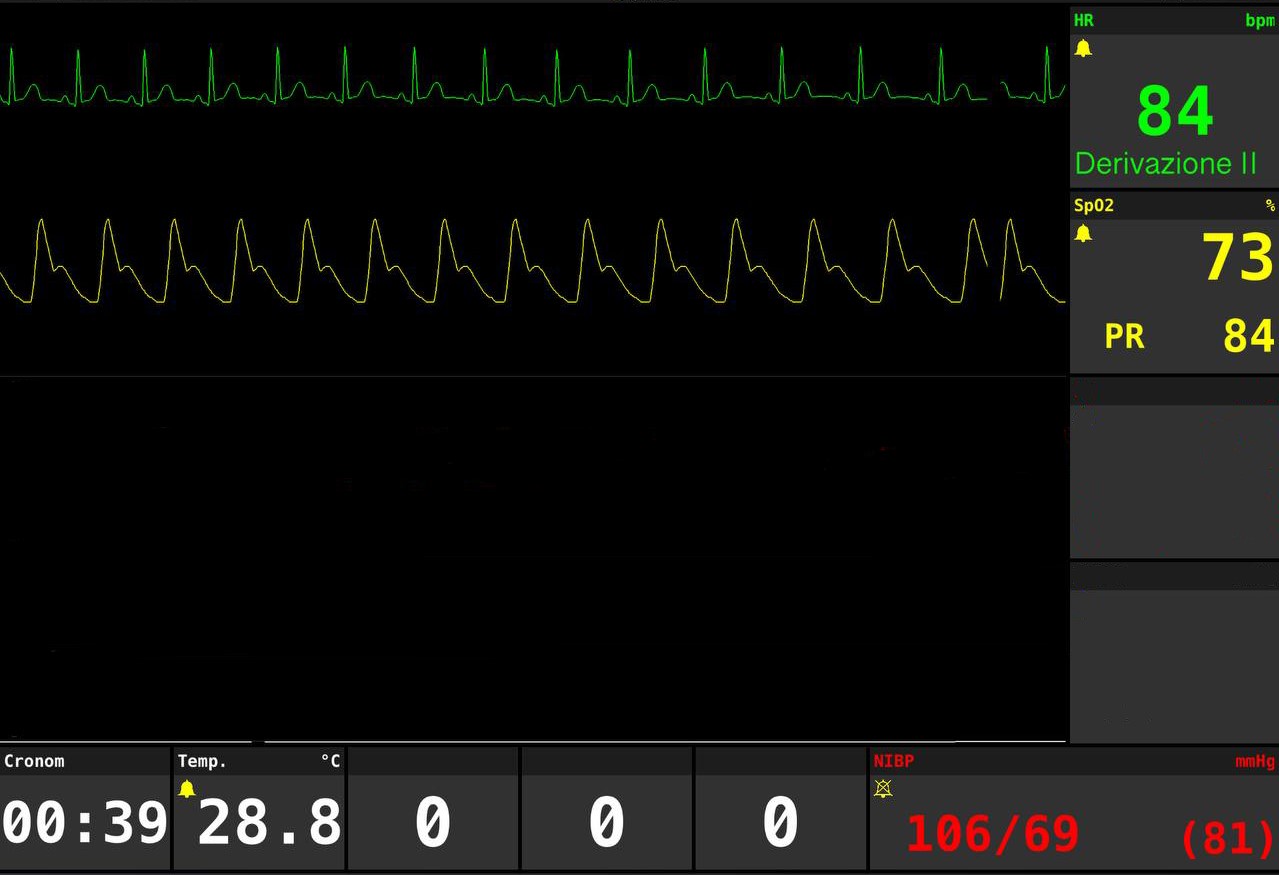 HR bpm
84
Derivazione II
SpO2 %
73
PR 84
Cronom
00:39
Temp. °C
28.8
0
0
0
NIBP mmHg
106/69 (81)